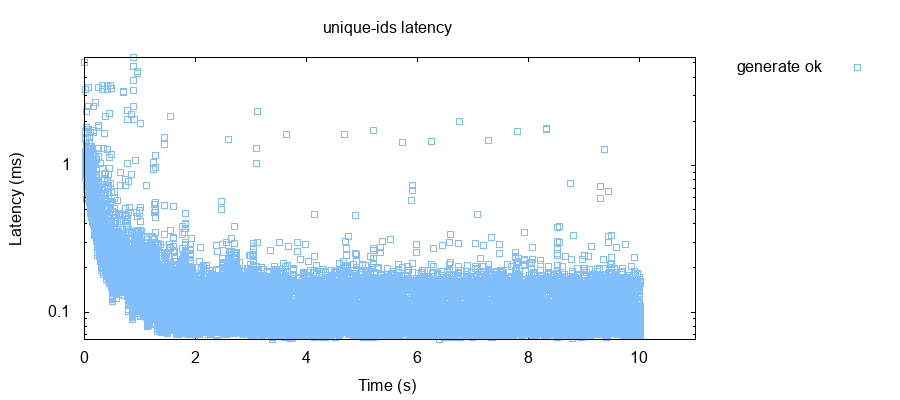 unique-ids latency
generate ok
Latency (ms)
1
0.1
0 2 4 6 8 10
Time (s)